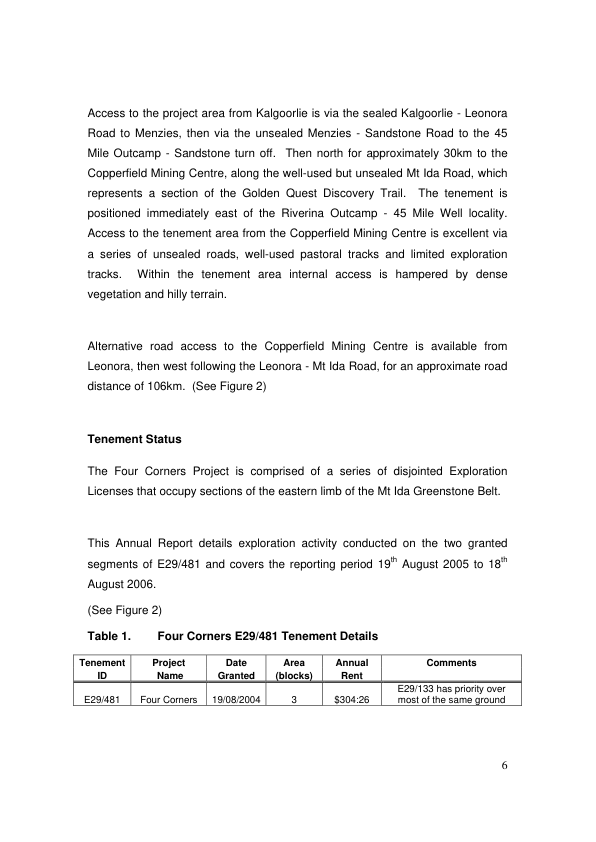 Access to the project area from Kalgoorlie is via the sealed Kalgoorlie - Leonora
Road to Menzies, then via the unsealed Menzies - Sandstone Road to the 45
Mile Outcamp - Sandstone turn off.  Then north for approximately 30km to the
Copperfield Mining Centre, along the well-used but unsealed Mt Ida Road, which
represents a section of the Golden Quest Discovery Trail.  The tenement is
positioned immediately east of the Riverina Outcamp - 45 Mile Well locality.
Access to the tenement area from the Copperfield Mining Centre is excellent via
a series of unsealed roads, well-used pastoral tracks and limited exploration
tracks.  Within the tenement area internal access is hampered by dense
vegetation and hilly terrain.
Alternative road access to the Copperfield Mining Centre is available from
Leonora, then west following the Leonora - Mt Ida Road, for an approximate road
distance of 106km.  (See Figure 2)
Tenement Status
The Four Corners Project is comprised of a series of disjointed Exploration
Licenses that occupy sections of the eastern limb of the Mt Ida Greenstone Belt.
This Annual Report details exploration activity conducted on the two granted
segments of E29/481 and covers the reporting period 19th August 2005 to 18th
August 2006.
(See Figure 2)
Table 1. Four Corners E29/481 Tenement Details
Tenement ID | Project Name | Date Granted | Area (blocks) | Annual Rent | Comments
E29/481 | Four Corners | 19/08/2004 | 3 | $304:26 | E29/133 has priority over most of the same ground
6